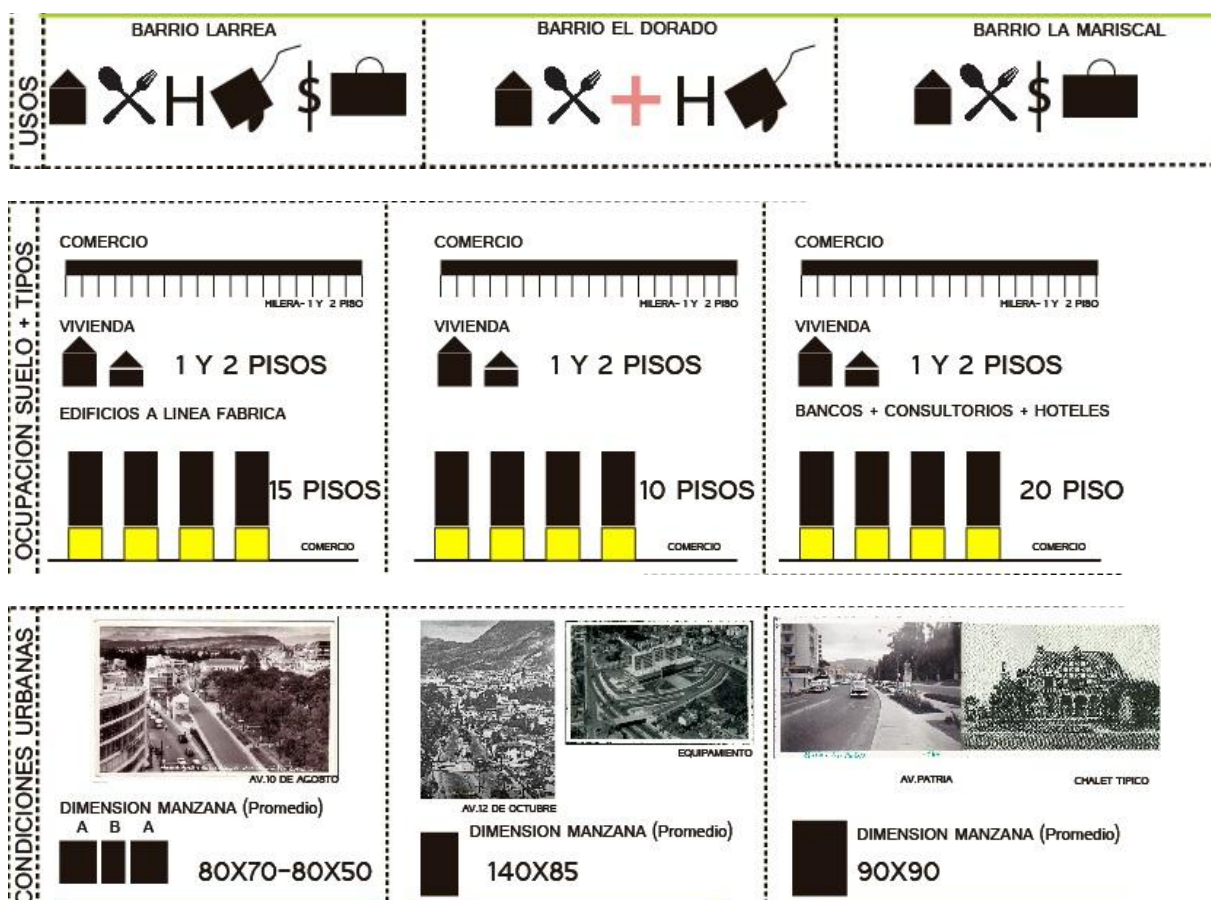 USOS
BARRIO LARREA
H $
BARRIO EL DORADO
+ H
BARRIO LA MARISCAL
$
OCUPACION SUELO + TIPOS
COMERCIO
HILERA- 1 Y 2 PISO
VIVIENDA
1 Y 2 PISOS
EDIFICIOS A LINEA FABRICA
15 PISOS
COMERCIO
COMERCIO
HILERA- 1 Y 2 PISO
VIVIENDA
1 Y 2 PISOS
10 PISOS
COMERCIO
COMERCIO
HILERA- 1 Y 2 PISO
VIVIENDA
1 Y 2 PISOS
BANCOS + CONSULTORIOS + HOTELES
20 PISO
COMERCIO
CONDICIONES URBANAS
AV.10 DE AGOSTO
DIMENSION MANZANA (Promedio)
A B A
80X70-80X50
EQUIPAMIENTO
AV.12 DE OCTUBRE
DIMENSION MANZANA (Promedio)
140X85
AV.PATRIA
CHALET TIPICO
DIMENSION MANZANA (Promedio)
90X90